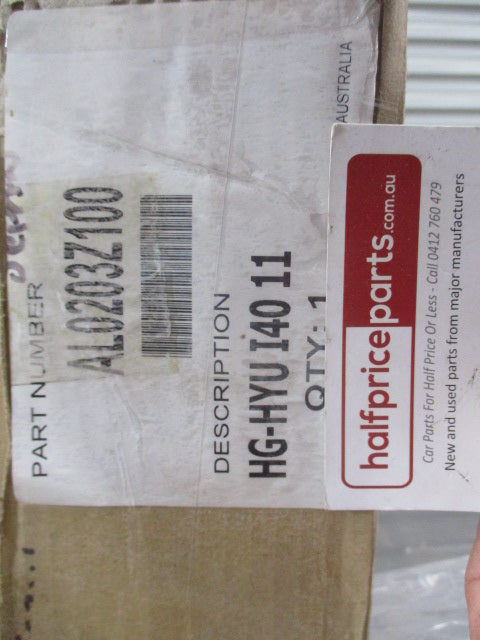 PART NUMBER
AL0203Z100
DESCRIPTION
HG-HYU I40 11
QTY: 1
AUSTRALIA
halfpriceparts.com.au
Car Parts For Half Price Or Less - Call 0412 760 479
New and used parts from major manufacturers